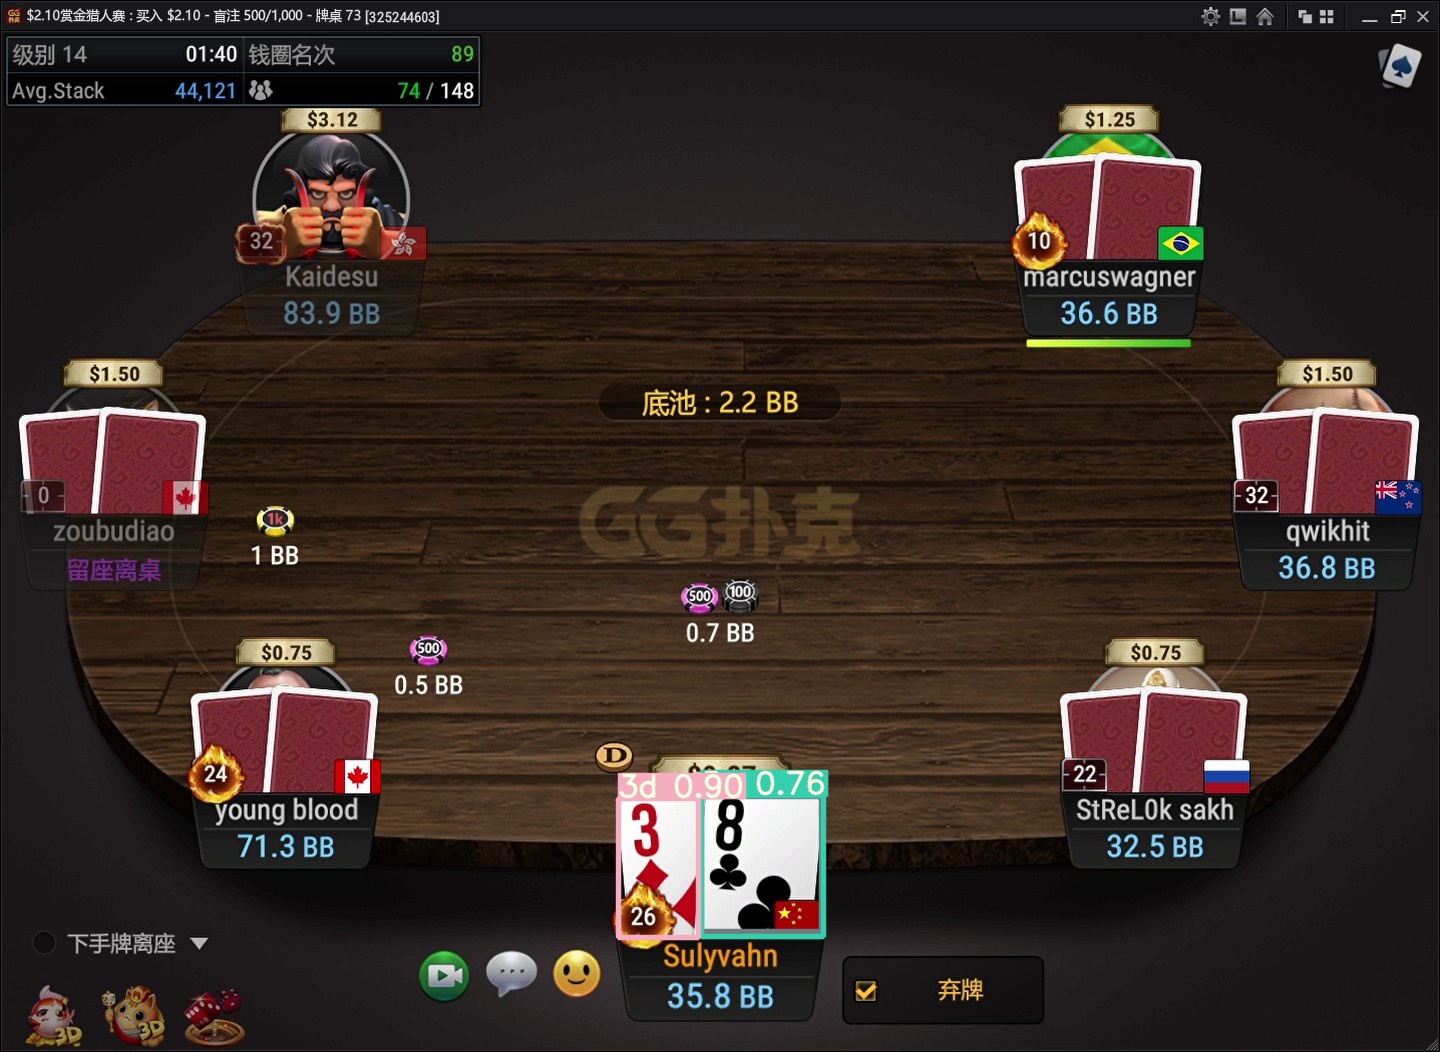 $2.10赏金猎人赛 : 买入 $2.10 - 盲注 500/1,000 - 牌桌 73 [325244603]
级别 14 01:40 钱圈名次 89
Avg.Stack 44,121 74 / 148
$3.12
32
Kaidesu
83.9 BB
$1.25
10
marcuswagner
36.6 BB
$1.50
0
zoubudiao
留座离桌
1k
1 BB
底池 : 2.2 BB
GG扑克
$1.50
32
qwikhit
36.8 BB
500 100
0.7 BB
500
0.5 BB
$0.75
24
young blood
71.3 BB
$0.75
22
StReL0k sakh
32.5 BB
D
3d 0.90 0.76
3 8
26
Sulyvahn
35.8 BB
下手牌离座
弃牌
3D 3D